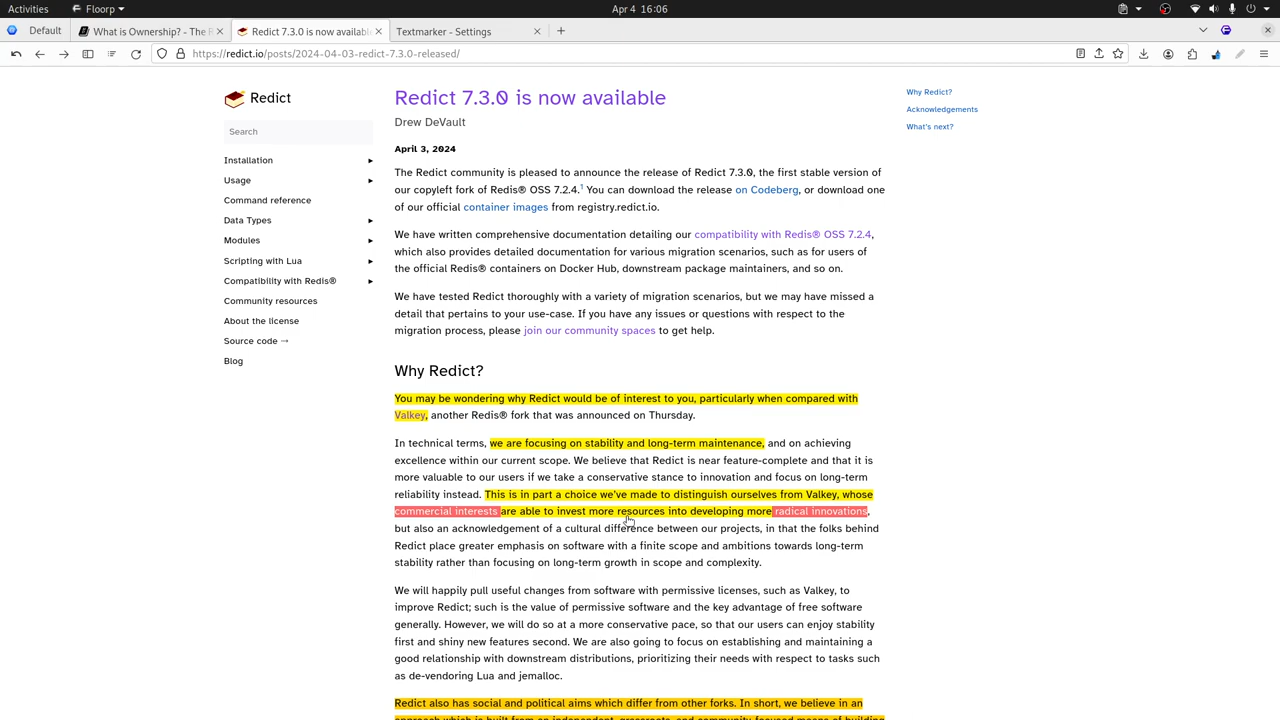 Activities
Floorp
Apr 4 16:06
Default
What is Ownership? - The R
Redict 7.3.0 is now availabl
Textmarker - Settings
https://redict.io/posts/2024-04-03-redict-7.3.0-released/
Redict
Search
Installation
Usage
Command reference
Data Types
Modules
Scripting with Lua
Compatibility with Redis®
Community resources
About the license
Source code →
Blog
Redict 7.3.0 is now available
Drew DeVault
April 3, 2024
The Redict community is pleased to announce the release of Redict 7.3.0, the first stable version of
our copyleft fork of Redis® OSS 7.2.4.1 You can download the release on Codeberg, or download one
of our official container images from registry.redict.io.
We have written comprehensive documentation detailing our compatibility with Redis® OSS 7.2.4,
which also provides detailed documentation for various migration scenarios, such as for users of
the official Redis® containers on Docker Hub, downstream package maintainers, and so on.
We have tested Redict thoroughly with a variety of migration scenarios, but we may have missed a
detail that pertains to your use-case. If you have any issues or questions with respect to the
migration process, please join our community spaces to get help.
Why Redict?
You may be wondering why Redict would be of interest to you, particularly when compared with
Valkey, another Redis® fork that was announced on Thursday.
In technical terms, we are focusing on stability and long-term maintenance, and on achieving
excellence within our current scope. We believe that Redict is near feature-complete and that it is
more valuable to our users if we take a conservative stance to innovation and focus on long-term
reliability instead. This is in part a choice we've made to distinguish ourselves from Valkey, whose
commercial interests are able to invest more resources into developing more radical innovations,
but also an acknowledgement of a cultural difference between our projects, in that the folks behind
Redict place greater emphasis on software with a finite scope and ambitions towards long-term
stability rather than focusing on long-term growth in scope and complexity.
We will happily pull useful changes from software with permissive licenses, such as Valkey, to
improve Redict; such is the value of permissive software and the key advantage of free software
generally. However, we will do so at a more conservative pace, so that our users can enjoy stability
first and shiny new features second. We are also going to focus on establishing and maintaining a
good relationship with downstream distributions, prioritizing their needs with respect to tasks such
as de-vendoring Lua and jemalloc.
Redict also has social and political aims which differ from other forks. In short, we believe in an
approach which is built from an independent, grassroots, and community-focused means of building
Why Redict?
Acknowledgements
What's next?